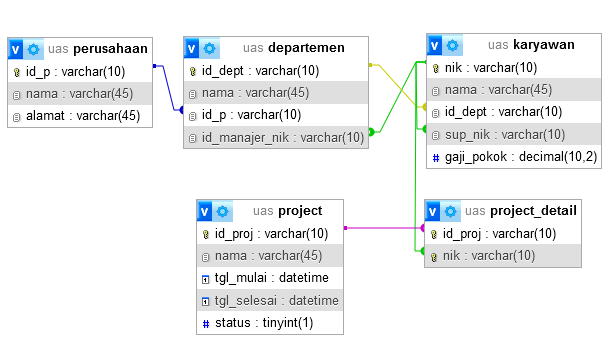 v uas perusahaan
id_p : varchar(10)
nama : varchar(45)
alamat : varchar(45)
v uas departemen
id_dept : varchar(10)
nama : varchar(45)
id_p : varchar(10)
id_manajer_nik : varchar(10)
v uas karyawan
nik : varchar(10)
nama : varchar(45)
id_dept : varchar(10)
sup_nik : varchar(10)
# gaji_pokok : decimal(10,2)
v uas project
id_proj : varchar(10)
nama : varchar(45)
tgl_mulai : datetime
tgl_selesai : datetime
# status : tinyint(1)
v uas project_detail
id_proj : varchar(10)
nik : varchar(10)